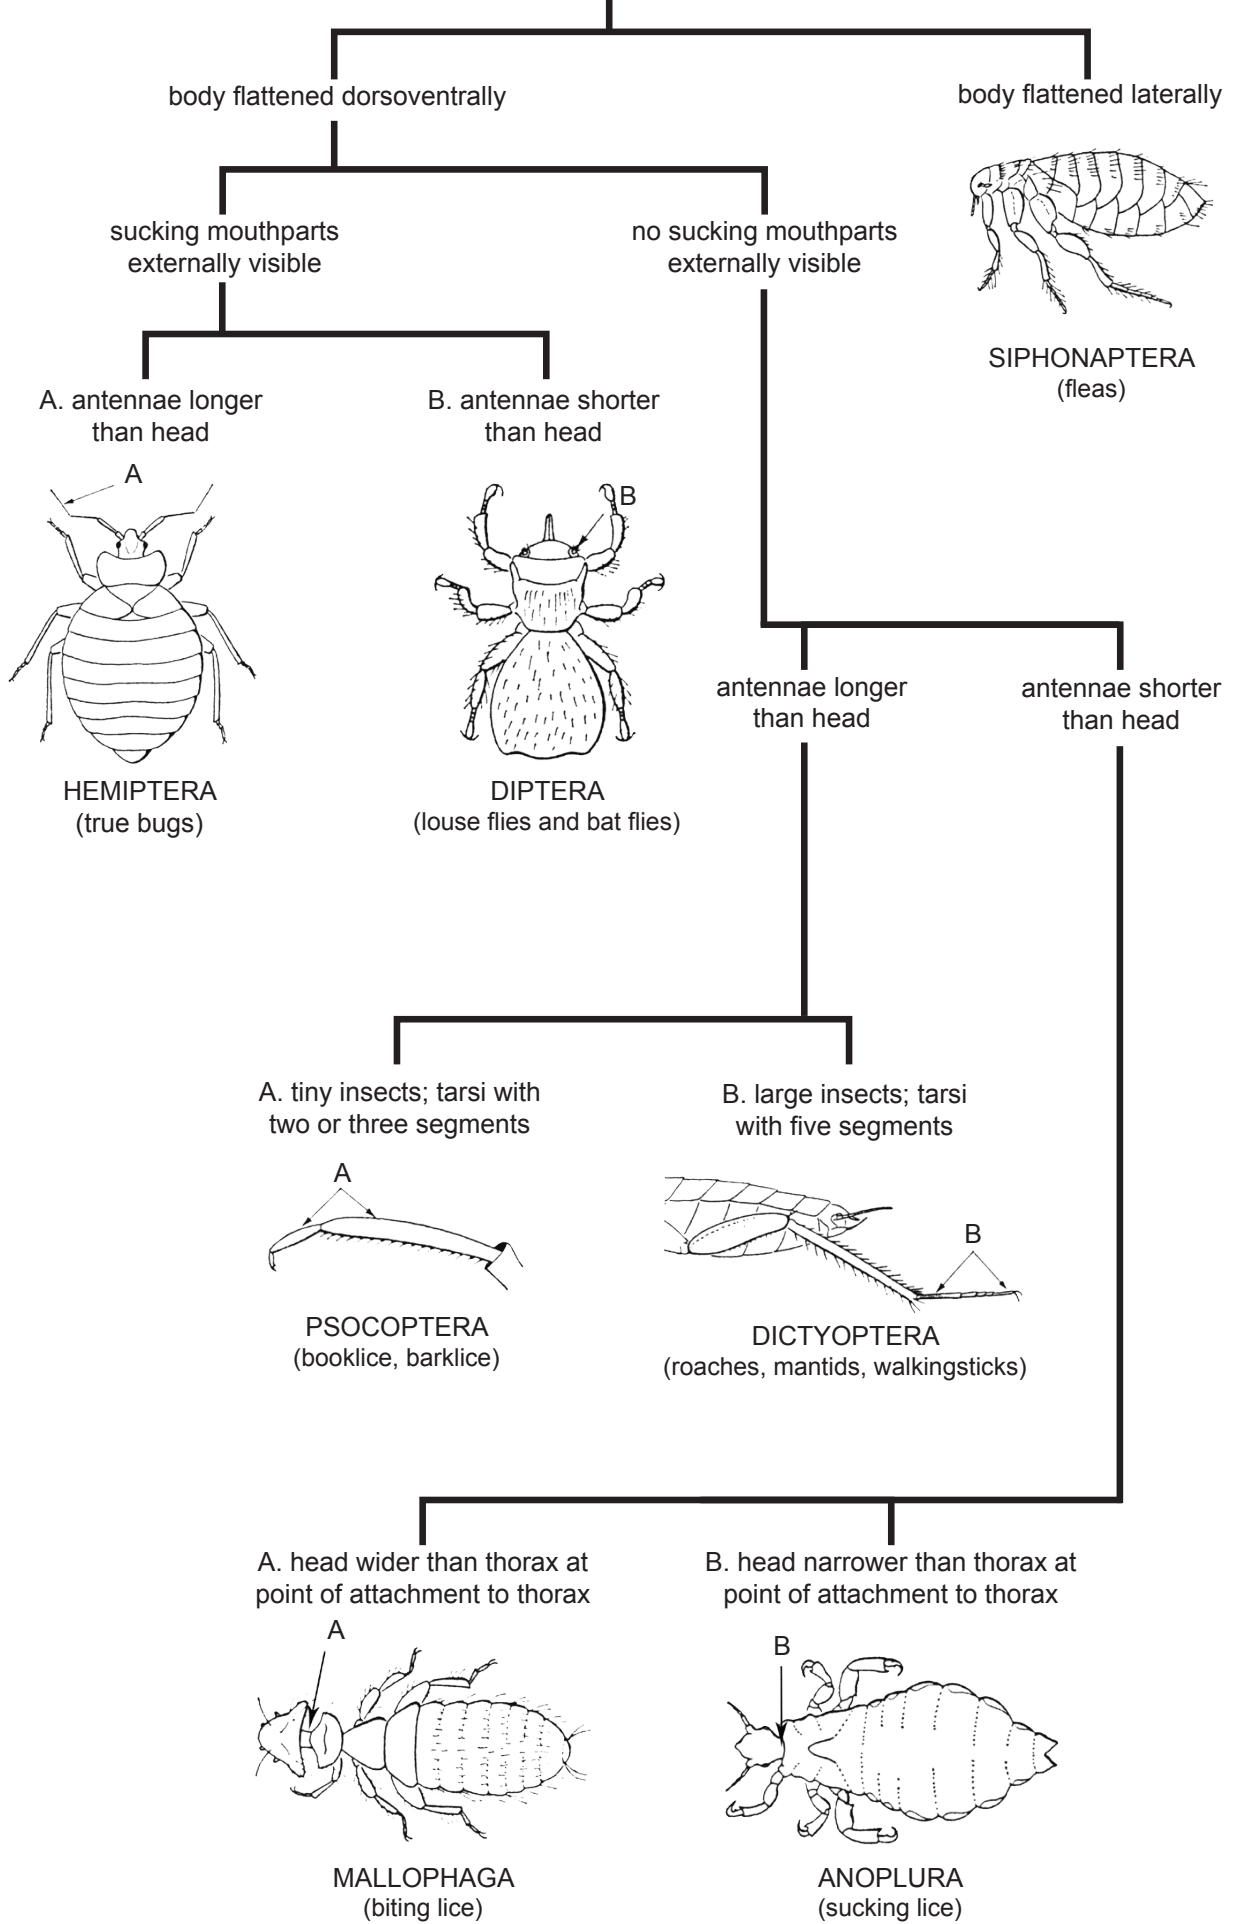 body flattened dorsoventrally
body flattened laterally
sucking mouthparts
externally visible
no sucking mouthparts
externally visible
SIPHONAPTERA
(fleas)
A. antennae longer
than head
B. antennae shorter
than head
A
B
HEMIPTERA
(true bugs)
DIPTERA
(louse flies and bat flies)
antennae longer
than head
antennae shorter
than head
A. tiny insects; tarsi with
two or three segments
B. large insects; tarsi
with five segments
A
B
PSOCOPTERA
(booklice, barklice)
DICTYOPTERA
(roaches, mantids, walkingsticks)
A. head wider than thorax at
point of attachment to thorax
B. head narrower than thorax at
point of attachment to thorax
A
B
MALLOPHAGA
(biting lice)
ANOPLURA
(sucking lice)